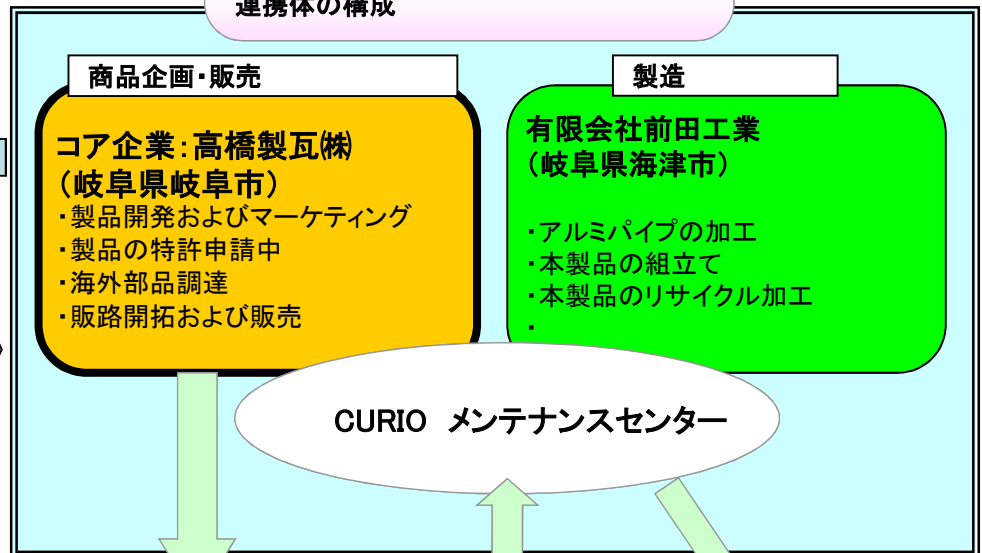 連携体の構成
商品企画・販売
コア企業：高橋製瓦㈱
（岐阜県岐阜市）
・製品開発およびマーケティング
・製品の特許申請中
・海外部品調達
・販路開拓および販売
製造
有限会社前田工業
（岐阜県海津市）
・アルミパイプの加工
・本製品の組立て
・本製品のリサイクル加工
・
CURIO　メンテナンスセンター